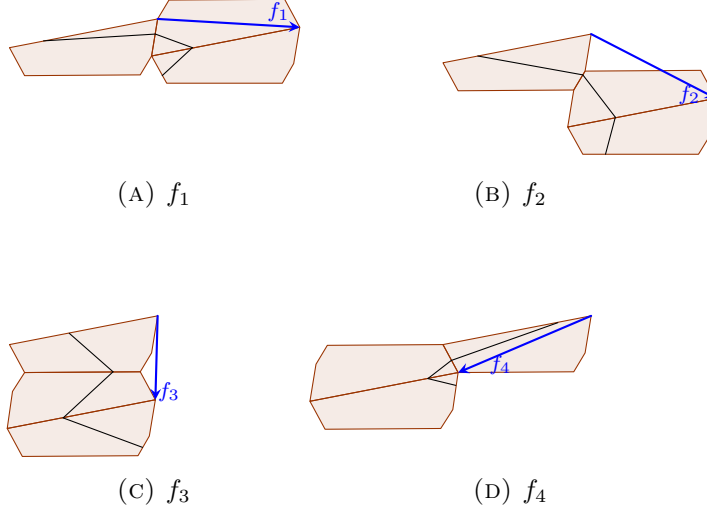 f₁
f₂
(A) f₁
(B) f₂
f₃
f₄
(C) f₃
(D) f₄